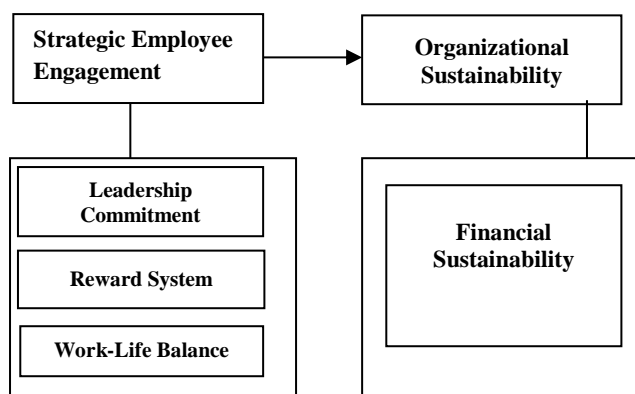 Strategic Employee
Engagement
Organizational
Sustainability
Leadership
Commitment
Reward System
Work-Life Balance
Financial
Sustainability